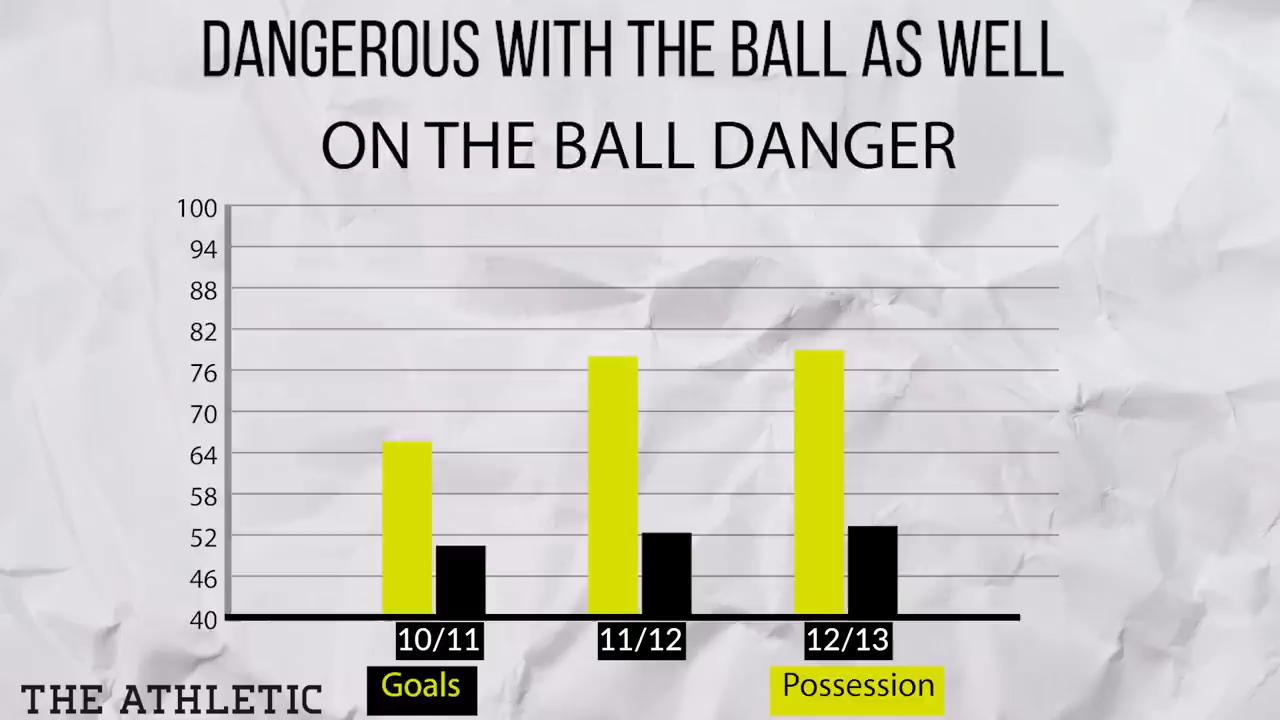 DANGEROUS WITH THE BALL AS WELL
ON THE BALL DANGER
100
94
88
82
76
70
64
58
52
46
40
10/11 11/12 12/13
Goals Possession
THE ATHLETIC